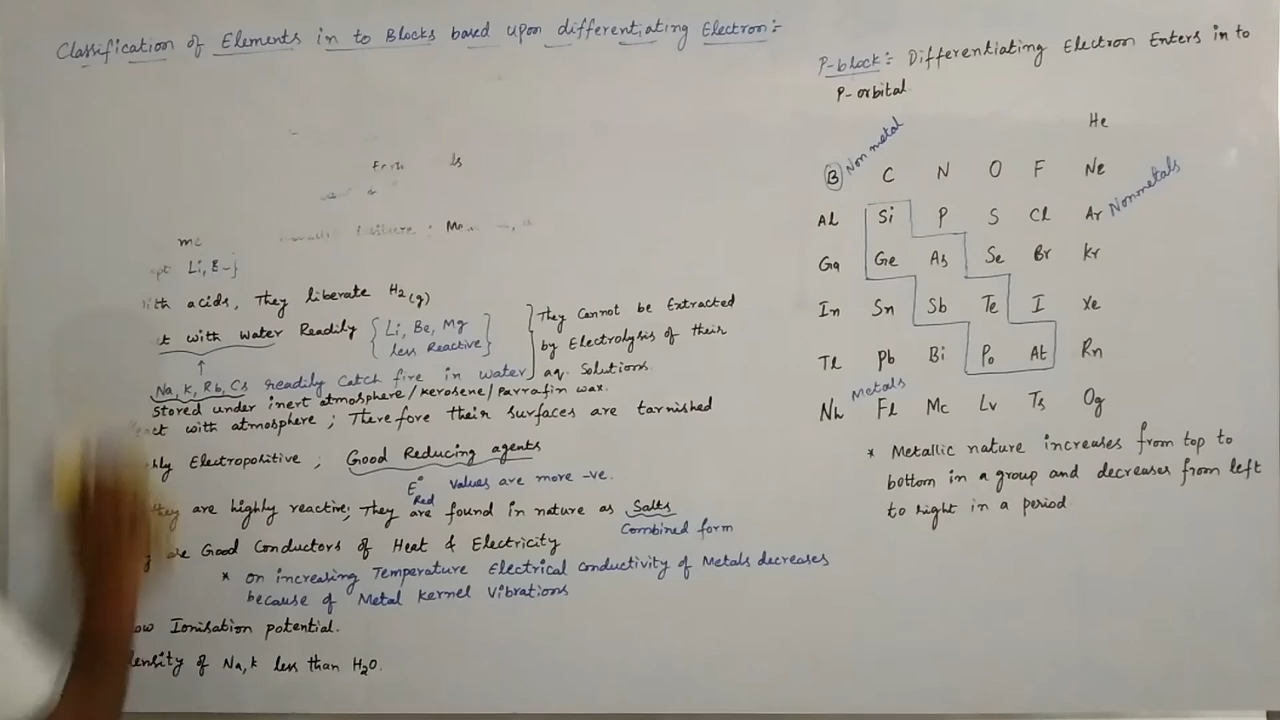 Classification of Elements in to Blocks based upon differentiating Electron :-
me
Li, B-}
acids, They liberate H2(g)
with water Readily { Li, Be, Mg
less Reactive }
They Cannot be Extracted
by Electrolysis of their
aq. Solutions.
Na, K, Rb, Cs readily catch fire in water
Stored under inert atmosphere/kerosene/Parrafin wax.
with atmosphere ; Therefore their surfaces are tarnished
Electropositive ; Good Reducing agents
E°Red values are more -ve.
They are highly reactive; They are found in nature as Salts
Combined form
are Good Conductors of Heat & Electricity
* on increasing Temperature Electrical conductivity of Metals decreases
because of Metal Kernel Vibrations
Ionisation potential.
density of Na, K less than H2O.
P-block :- Differentiating Electron Enters in to
P-orbital
He
B Non metal C N O F Ne
Al Si P S Cl Ar Nonmetals
Ga Ge As Se Br Kr
In Sn Sb Te I Xe
Tl Pb Bi Po At Rn
Metals
Nh Fl Mc Lv Ts Og
* Metallic nature increases from top to
bottom in a group and decreases from left
to right in a period.